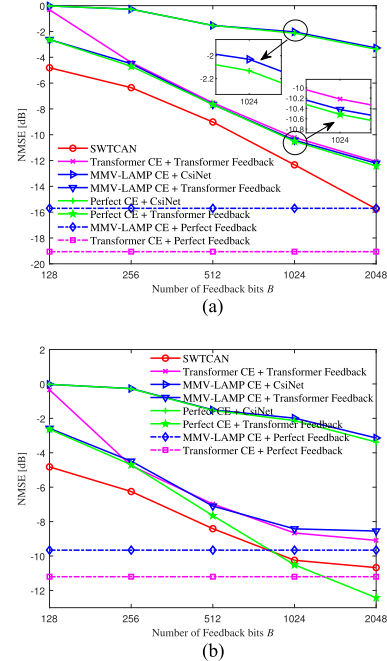 0
-2
-4
-6
-8
-10
-12
-14
-16
-18
-20
NMSE [dB]
-2
-2.2
1024
-10
-10.2
-10.4
-10.6
-10.8
1024
SWTCAN
Transformer CE + Transformer Feedback
MMV-LAMP CE + CsiNet
MMV-LAMP CE + Transformer Feedback
Perfect CE + CsiNet
Perfect CE + Transformer Feedback
MMV-LAMP CE + Perfect Feedback
Transformer CE + Perfect Feedback
128 256 512 1024 2048
Number of Feedback bits B
(a)
2
0
-2
-4
-6
-8
-10
-12
NMSE [dB]
SWTCAN
Transformer CE + Transformer Feedback
MMV-LAMP CE + CsiNet
MMV-LAMP CE + Transformer Feedback
Perfect CE + CsiNet
Perfect CE + Transformer Feedback
MMV-LAMP CE + Perfect Feedback
Transformer CE + Perfect Feedback
128 256 512 1024 2048
Number of Feedback bits B
(b)